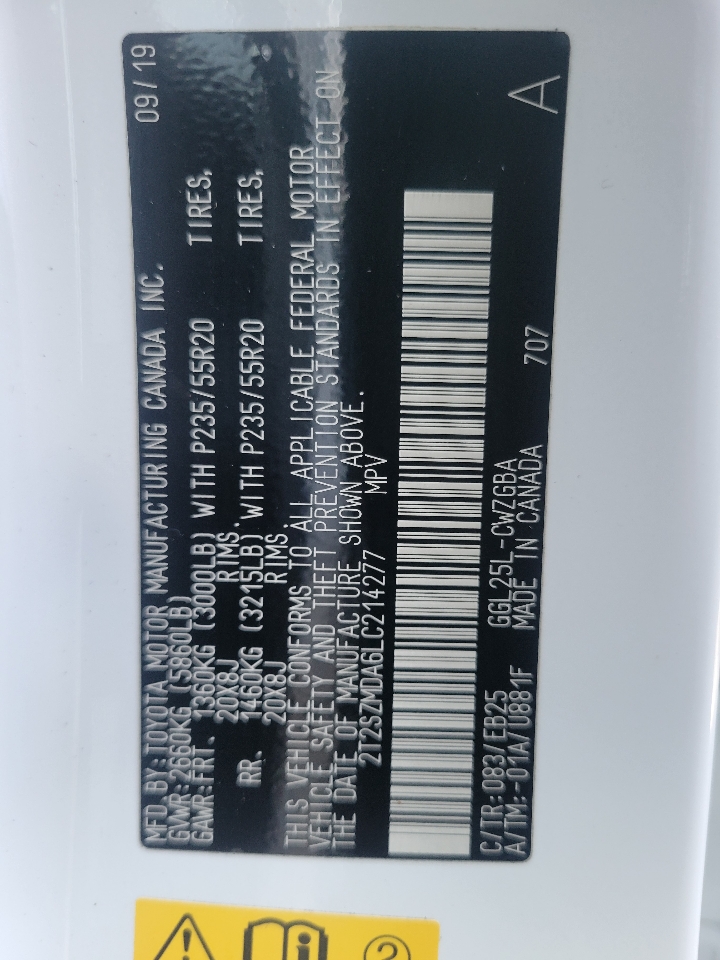 MFD. BY: TOYOTA MOTOR MANUFACTURING CANADA INC. 09/19
GVWR: 2660KG (5860LB)
GAWR: FRT. 1360KG (3000LB) WITH P235/55R20 TIRES,
20X8J RIMS.
RR. 1460KG (3215LB) WITH P235/55R20 TIRES,
20X8J RIMS.
THIS VEHICLE CONFORMS TO ALL APPLICABLE FEDERAL MOTOR
VEHICLE SAFETY AND THEFT PREVENTION STANDARDS IN EFFECT ON
THE DATE OF MANUFACTURE SHOWN ABOVE.
2T2SZMDA6LC214277 MPV
C/TR: 083/EB25 GGL25L-CWZGBA
A/TM: -01A/U881F MADE IN CANADA 707 A